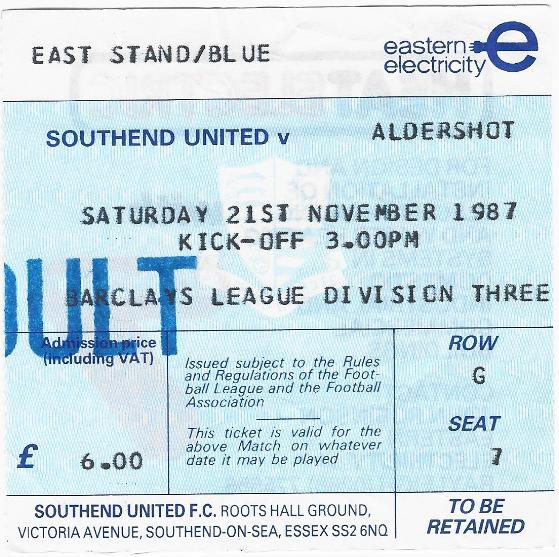 EAST STAND/BLUE
eastern
electricity
SOUTHEND UNITED v ALDERSHOT
SATURDAY 21ST NOVEMBER 1987
KICK-OFF 3.00PM
BARCLAYS LEAGUE DIVISION THREE
DULT
Admission price
(including VAT)
£ 6.00
Issued subject to the Rules
and Regulations of the Foot-
ball League and the Football
Association
This ticket is valid for the
above Match on whatever
date it may be played
ROW
G
SEAT
7
SOUTHEND UNITED F.C. ROOTS HALL GROUND,
VICTORIA AVENUE, SOUTHEND-ON-SEA, ESSEX SS2 6NQ
TO BE
RETAINED